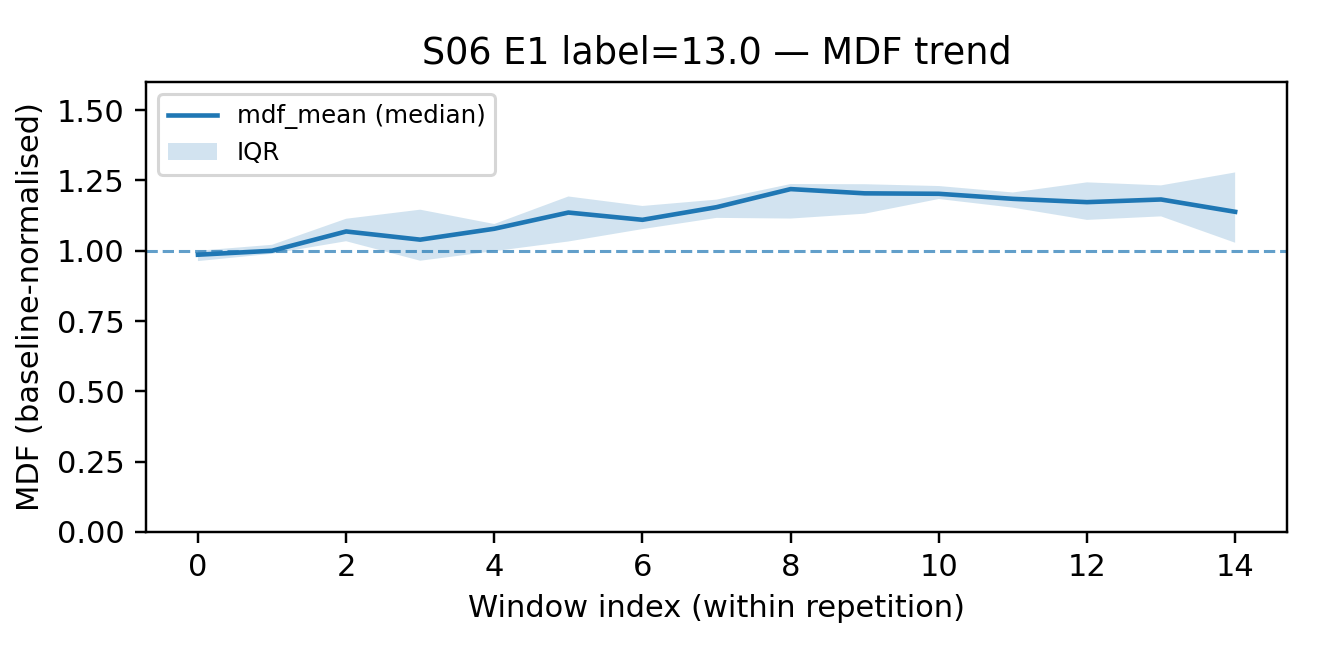 S06 E1 label=13.0 — MDF trend
mdf_mean (median)
IQR
MDF (baseline-normalised)
1.50
1.25
1.00
0.75
0.50
0.25
0.00
0 2 4 6 8 10 12 14
Window index (within repetition)